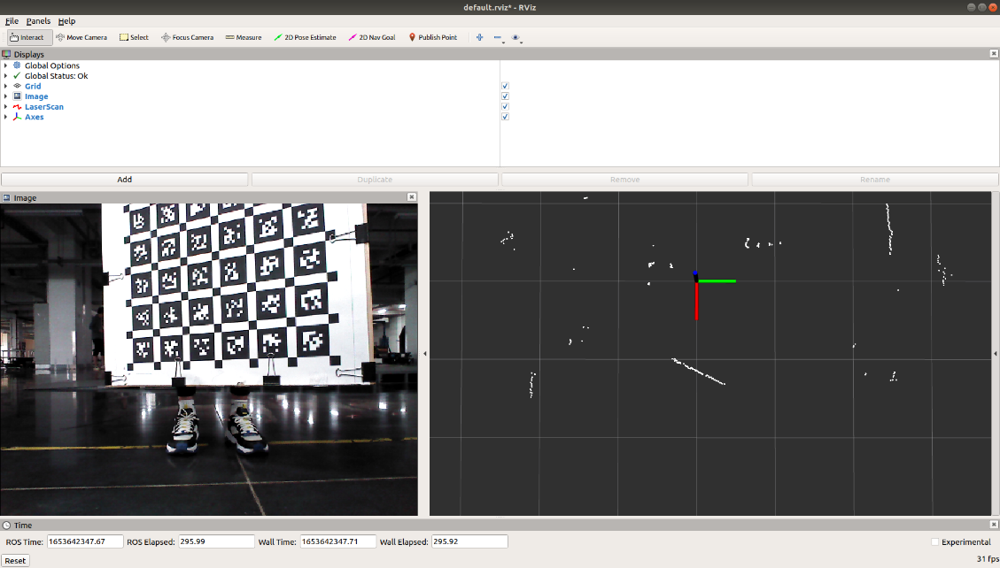 default.rviz* - RViz
File Panels Help
Interact Move Camera Select Focus Camera Measure 2D Pose Estimate 2D Nav Goal Publish Point
Displays
Global Options
Global Status: Ok
Grid
Image
LaserScan
Axes
Add Duplicate Remove Rename
Image
Time
ROS Time: 1653642347.67 ROS Elapsed: 295.99 Wall Time: 1653642347.71 Wall Elapsed: 295.92 Experimental
Reset 31 fps